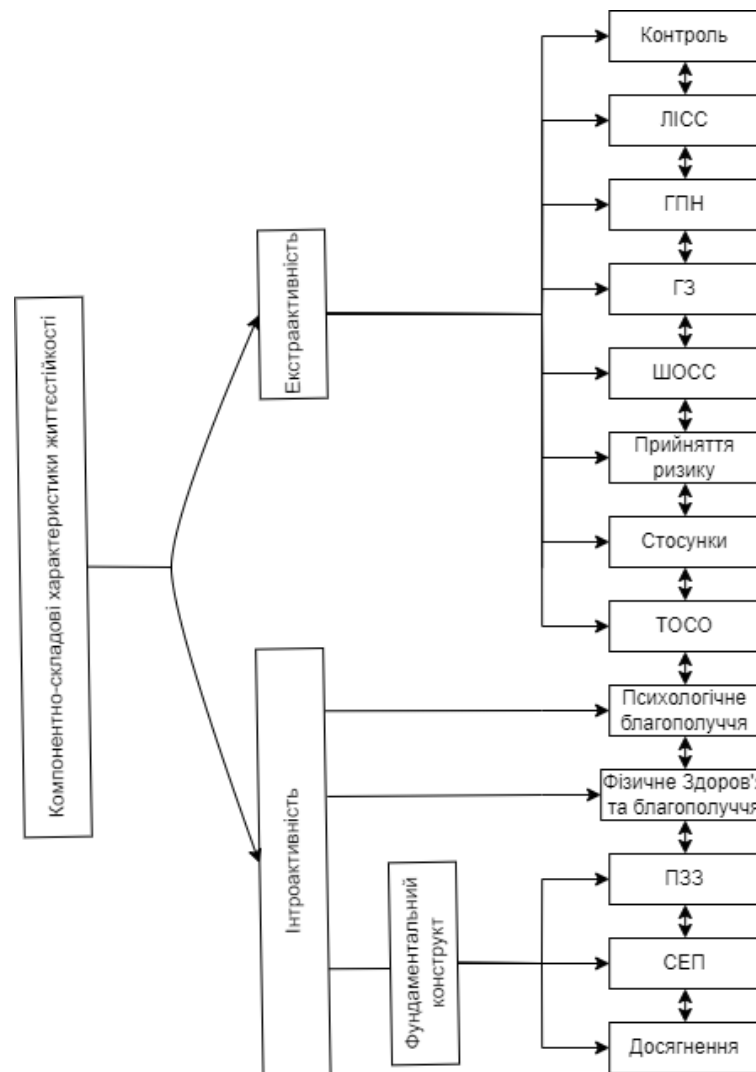 Компонентно-складові характеристики життєстійкості
Екстраактивність
Інтроактивність
Фундаментальний
конструкт
Контроль
ЛІСС
ГПН
ГЗ
ШОСС
Прийняття
ризику
Стосунки
ТОСО
Психологічне
благополуччя
Фізичне Здоров'я
та благополуччя
ПЗЗ
СЕП
Досягнення